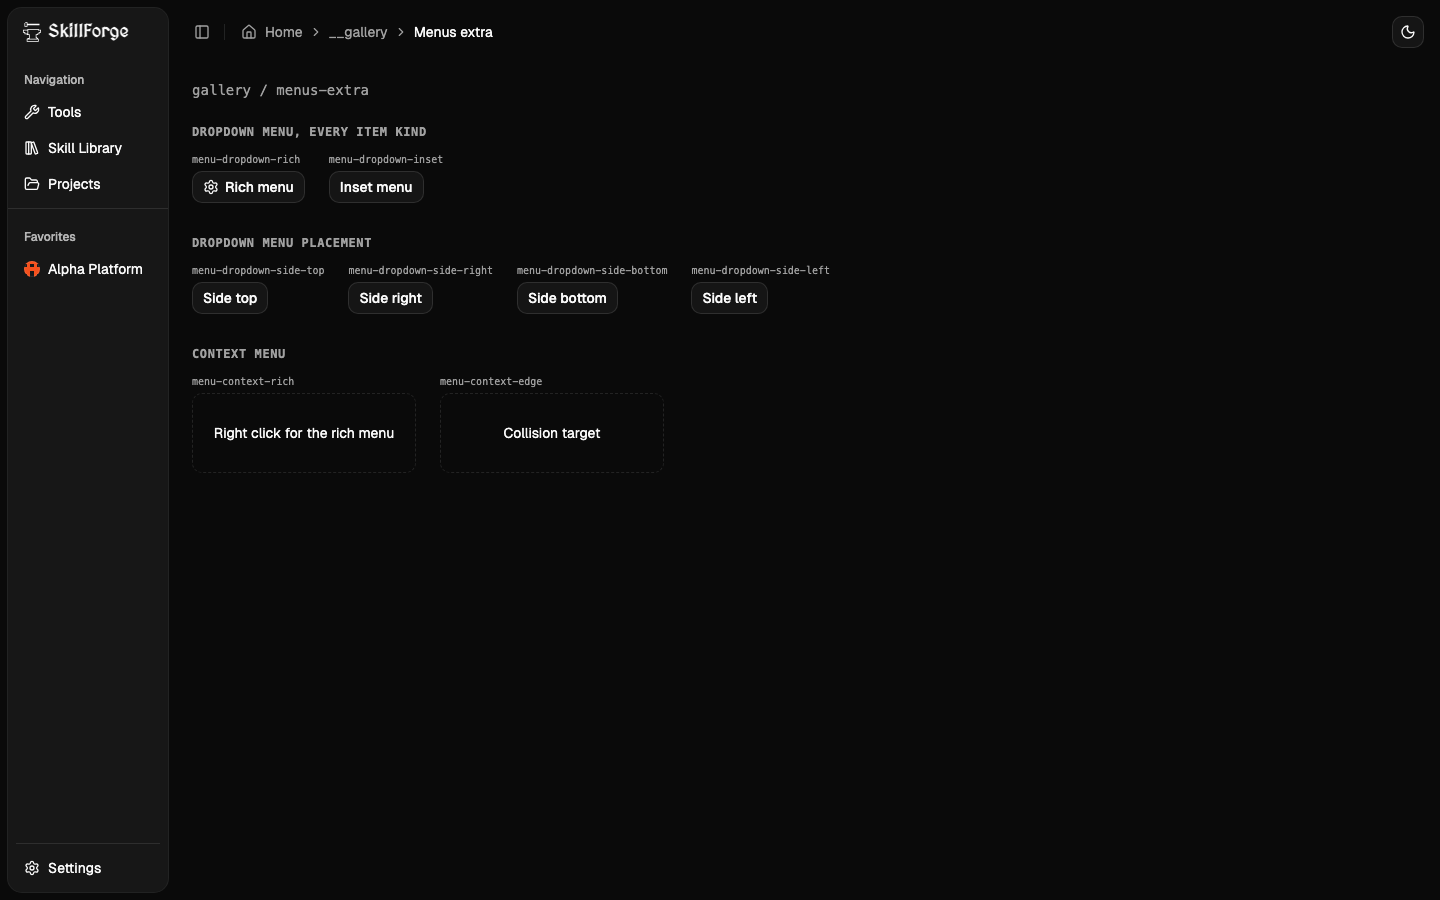 SkillForge
Navigation
Tools
Skill Library
Projects
Favorites
Alpha Platform
Settings
Home > __gallery > Menus extra
gallery / menus-extra
DROPDOWN MENU, EVERY ITEM KIND
menu-dropdown-rich menu-dropdown-inset
Rich menu Inset menu
DROPDOWN MENU PLACEMENT
menu-dropdown-side-top menu-dropdown-side-right menu-dropdown-side-bottom menu-dropdown-side-left
Side top Side right Side bottom Side left
CONTEXT MENU
menu-context-rich menu-context-edge
Right click for the rich menu Collision target